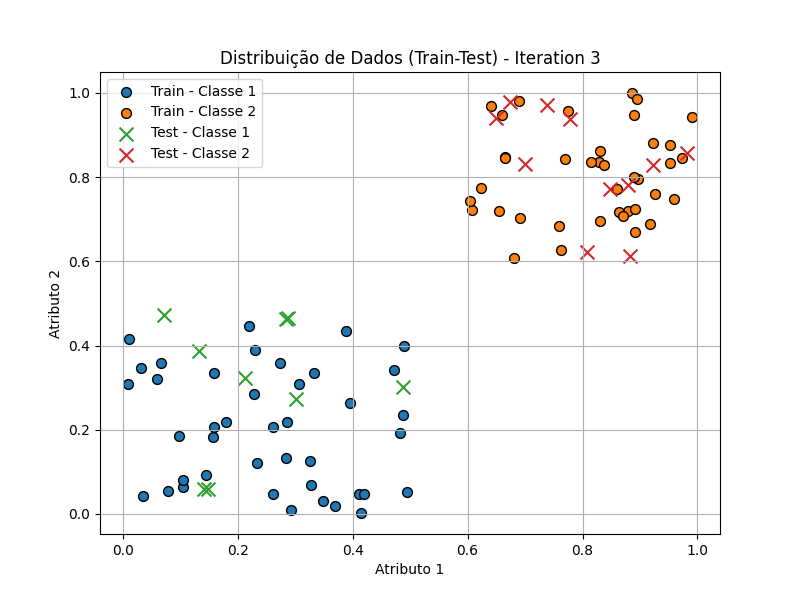 Distribuição de Dados (Train-Test) - Iteration 3
Train - Classe 1
Train - Classe 2
Test - Classe 1
Test - Classe 2
1.0
0.8
0.6
0.4
0.2
0.0
Atributo 2
0.0 0.2 0.4 0.6 0.8 1.0
Atributo 1